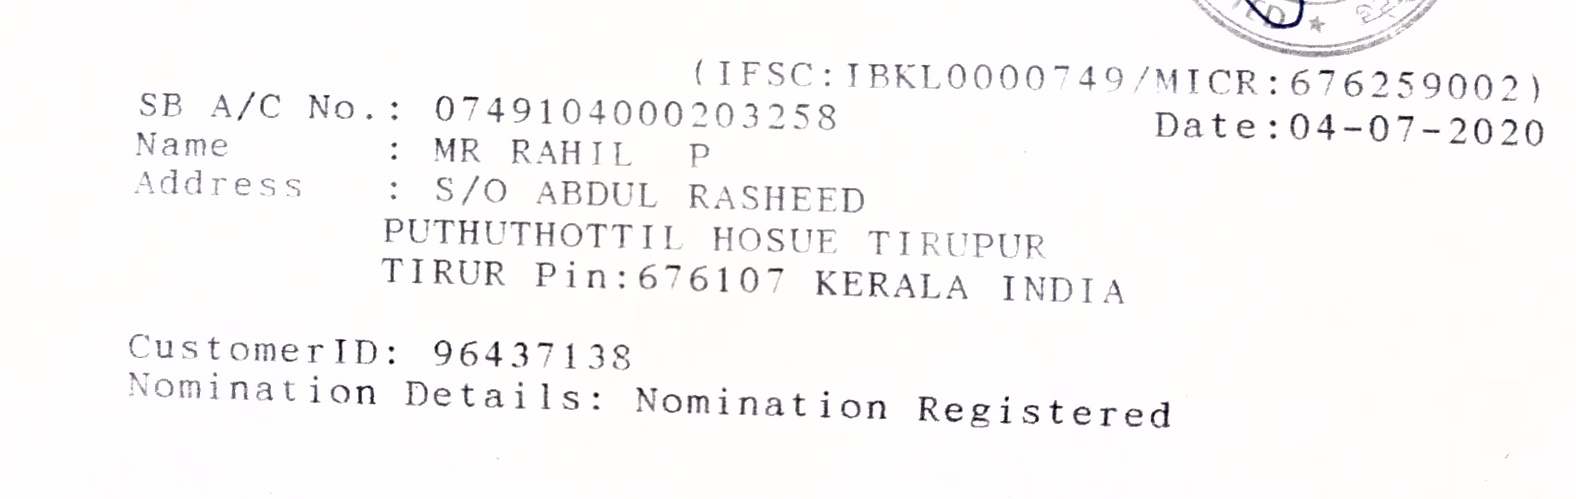 (IFSC:IBKL0000749/MICR:676259002)
SB A/C No.: 0749104000203258 Date:04-07-2020
Name : MR RAHIL P
Address : S/O ABDUL RASHEED
PUTHUTHOTTIL HOSUE TIRUPUR
TIRUR Pin:676107 KERALA INDIA
CustomerID: 96437138
Nomination Details: Nomination Registered